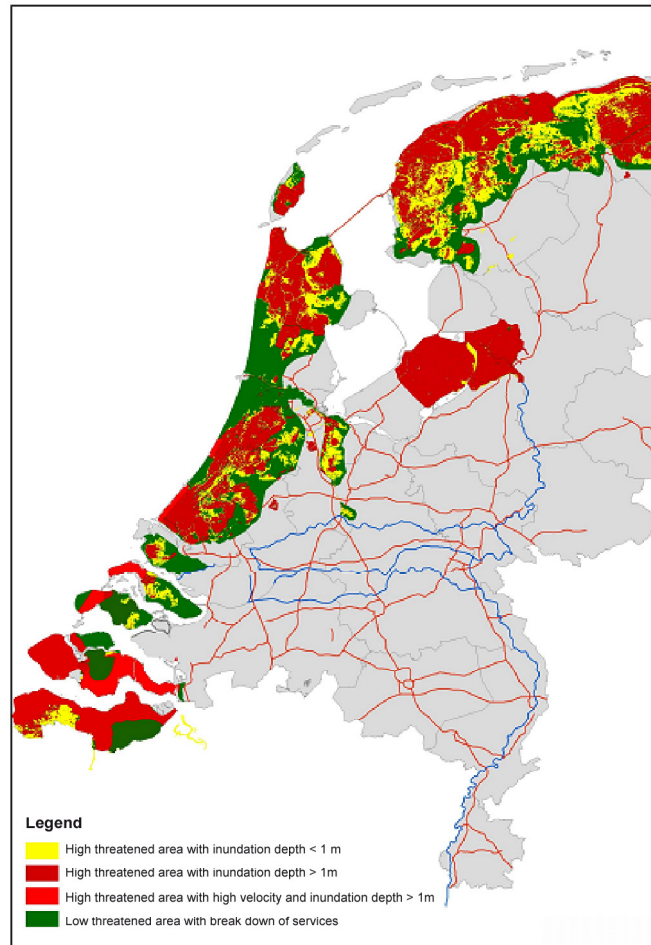 Legend
High threatened area with inundation depth < 1 m
High threatened area with inundation depth > 1m
High threatened area with high velocity and inundation depth > 1m
Low threatened area with break down of services